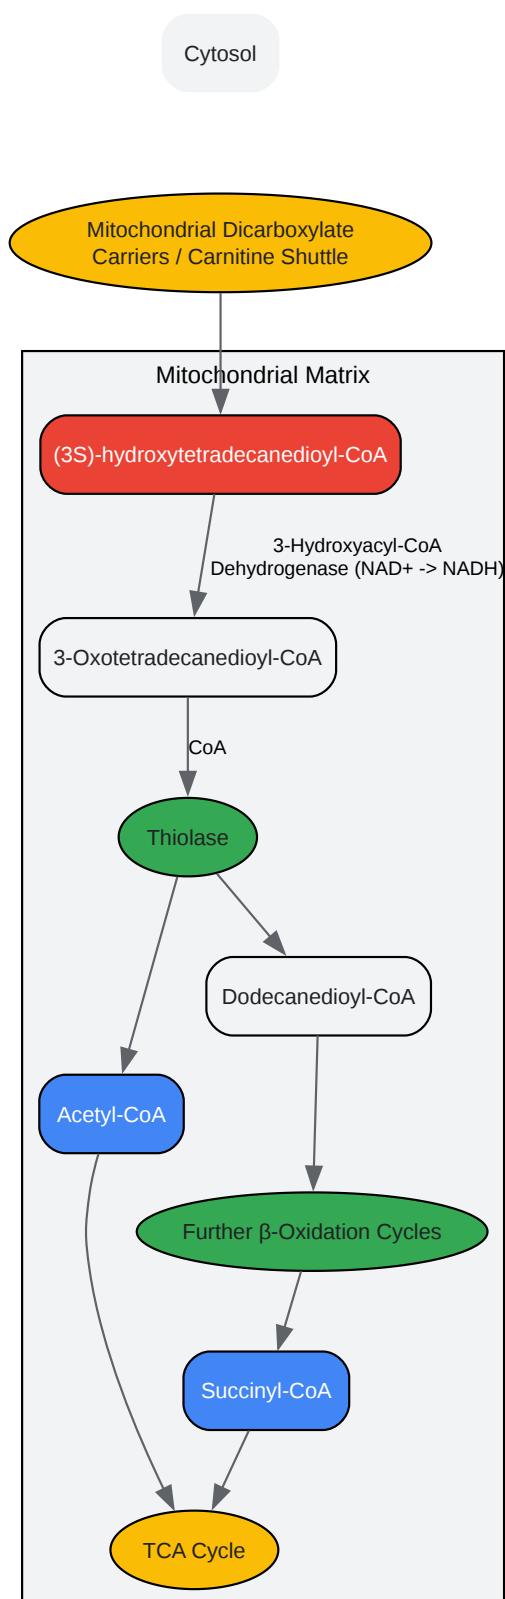 Cytosol
Mitochondrial Dicarboxylate
Carriers / Carnitine Shuttle
Mitochondrial Matrix
(3S)-hydroxytetradecanedioyl-CoA
3-Hydroxyacyl-CoA
Dehydrogenase (NAD+ -> NADH)
3-Oxotetradecanedioyl-CoA
CoA
Thiolase
Dodecanedioyl-CoA
Acetyl-CoA
Further β-Oxidation Cycles
Succinyl-CoA
TCA Cycle